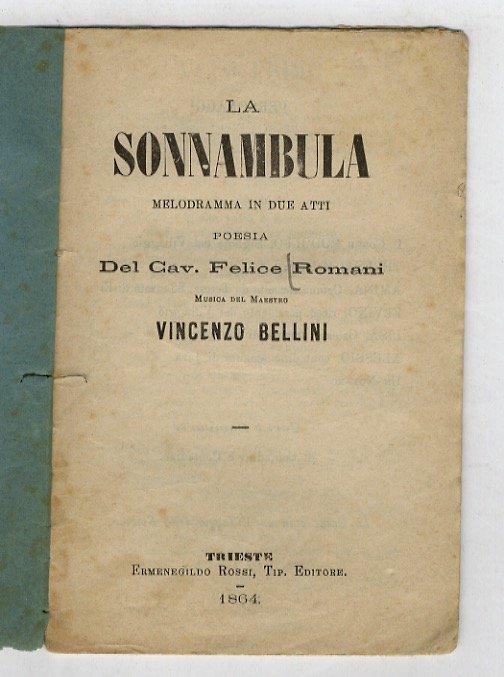 LA
SONNAMBULA
MELODRAMMA IN DUE ATTI
POESIA
Del Cav. Felice Romani
MUSICA DEL MAESTRO
VINCENZO BELLINI
TRIESTE
ERMENEGILDO ROSSI, TIP. EDITORE.
1864.